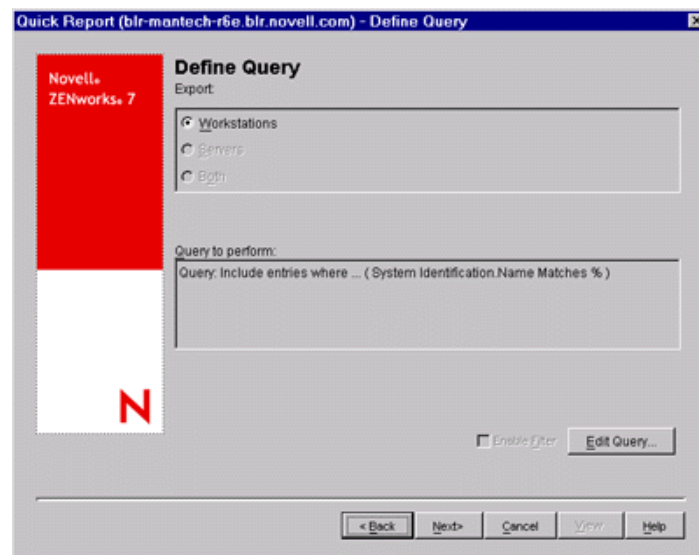 Quick Report (blr-mantech-r6e.blr.novell.com) - Define Query
Novell®
ZENworks® 7
Define Query
Export:
Workstations
Servers
Both
Query to perform:
Query: Include entries where ... ( System Identification.Name Matches % )
N
Enable Filter
Edit Query...
< Back
Next>
Cancel
View
Help